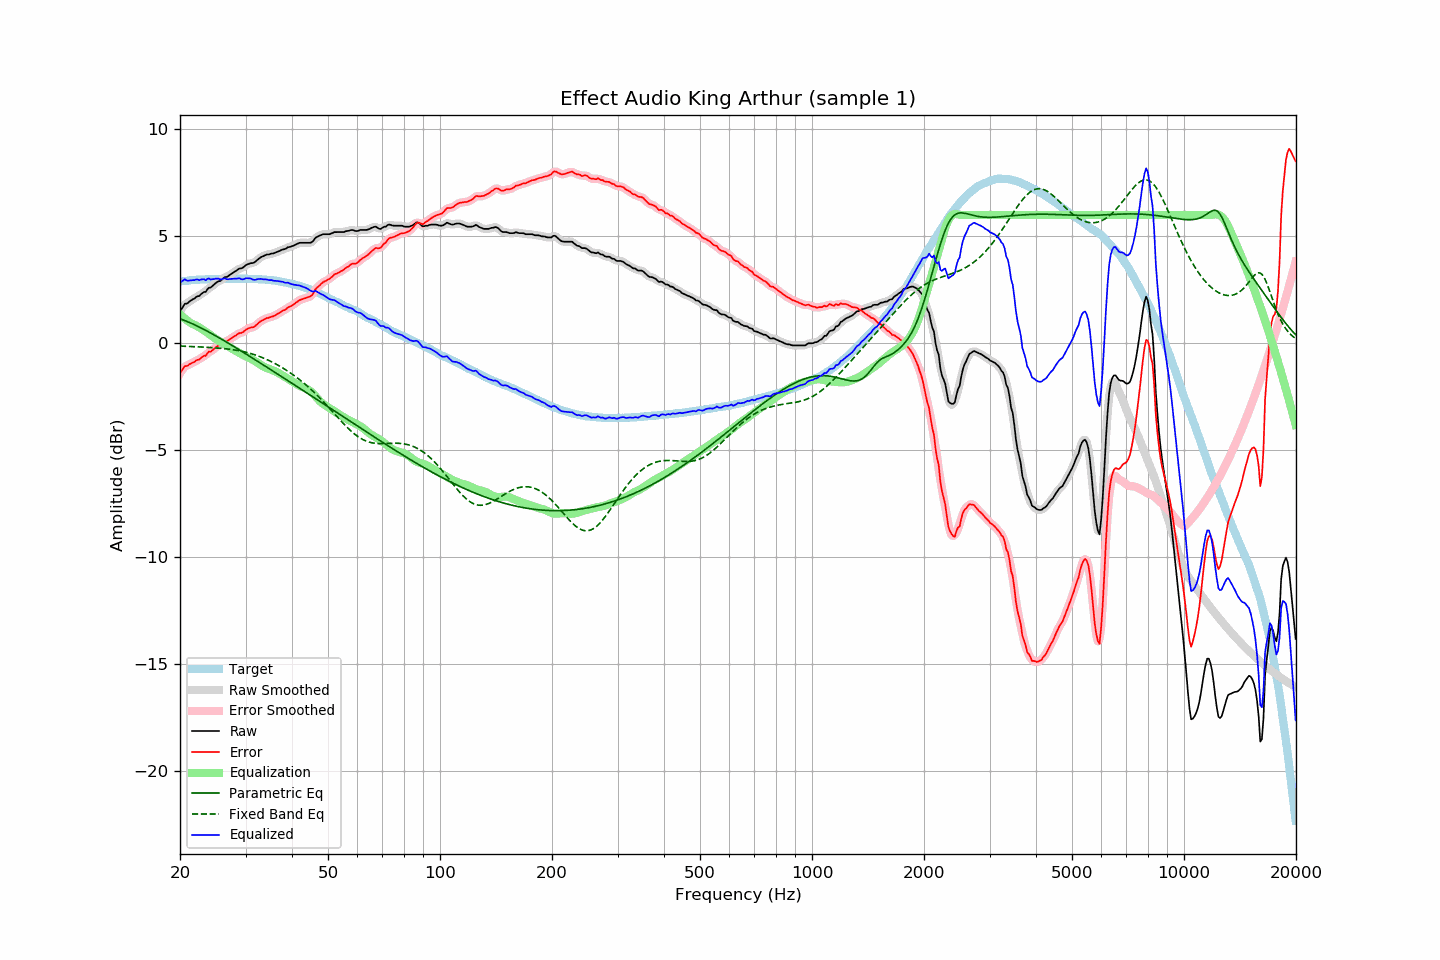 Effect Audio King Arthur (sample 1)
Amplitude (dBr)
10
5
0
−5
−10
−15
−20
Target
Raw Smoothed
Error Smoothed
Raw
Error
Equalization
Parametric Eq
Fixed Band Eq
Equalized
20 50 100 200 500 1000 2000 5000 10000 20000
Frequency (Hz)